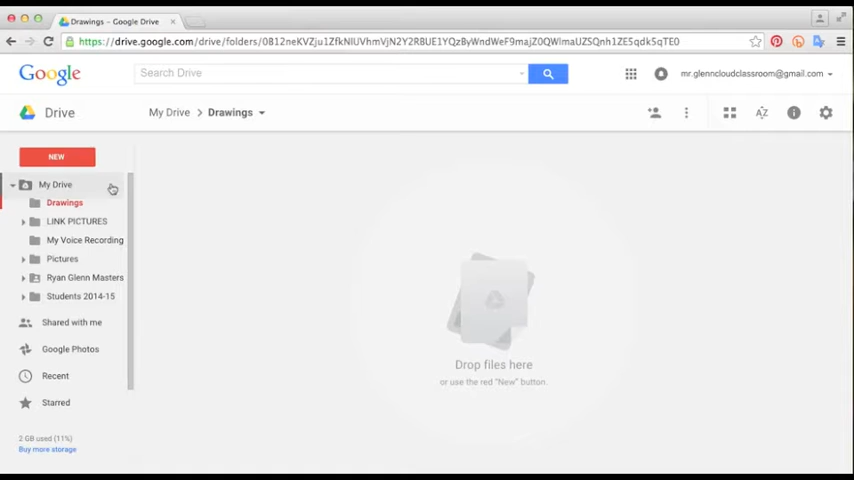 Drawings – Google Drive
https://drive.google.com/drive/folders/0B12neKVZju1ZfkNIUVhmVjN2Y2RBUE1YQzByWndWeF9majZ0QWlmaUZSQnh1ZE5qdkSqTE0
Google
Search Drive
mr.glenncloudclassroom@gmail.com
Drive
My Drive > Drawings
NEW
My Drive
Drawings
LINK PICTURES
My Voice Recording
Pictures
Ryan Glenn Masters
Students 2014-15
Shared with me
Google Photos
Recent
Starred
Drop files here
or use the red "New" button.
2 GB used (11%)
Buy more storage